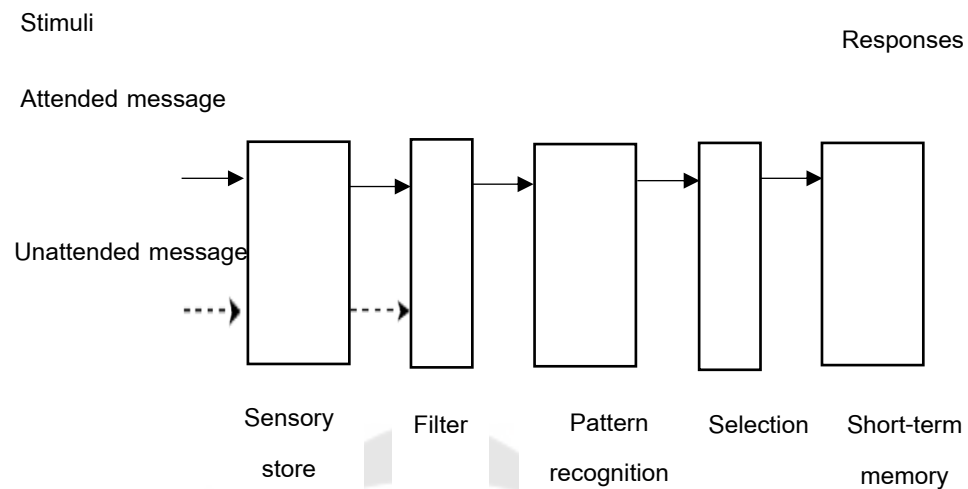 Stimuli
Responses
Attended message
Unattended message
Sensory
store
Filter
Pattern
recognition
Selection
Short-term
memory